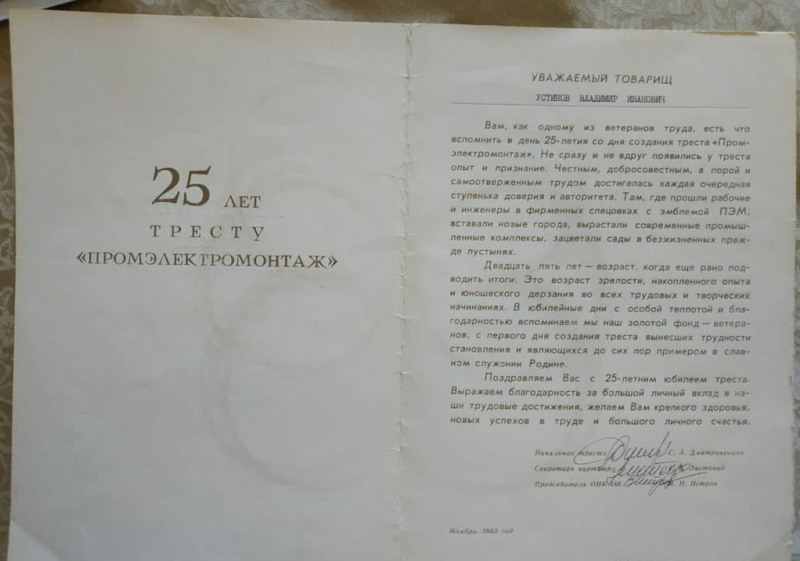 25 ЛЕТ
ТРЕСТУ
«ПРОМЭЛЕКТРОМОНТАЖ»
УВАЖАЕМЫЙ ТОВАРИЩ
УСТИНОВ ВЛАДИМИР ИВАНОВИЧ
Вам, как одному из ветеранов труда, есть что
вспомнить в день 25-летия со дня создания треста «Пром-
электромонтаж». Не сразу и не вдруг появились у треста
опыт и признание. Честным, добросовестным, а порой и
самоотверженным трудом достигалась каждая очередная
ступенька доверия и авторитета. Там, где прошли рабочие
и инженеры в фирменных спецовках с эмблемой ПЭМ,
вставали новые города, вырастали современные промыш-
ленные комплексы, зацветали сады в безжизненных преж-
де пустынях.
Двадцать пять лет — возраст, когда еще рано под-
водить итоги. Это возраст зрелости, накопленного опыта
и юношеского дерзания во всех трудовых и творческих
начинаниях. В юбилейные дни с особой теплотой и бла-
годарностью вспоминаем мы наш золотой фонд — ветера-
нов, с первого дня создания треста вынесших трудности
становления и являющихся до сих пор примером в слав-
ном служении Родине.
Поздравляем Вас с 25-летним юбилеем треста.
Выражаем благодарность за большой личный вклад в на-
ши трудовые достижения, желаем Вам крепкого здоровья,
новых успехов в труде и большого личного счастья.
Начальник треста С. А. Дмитроченков
Секретарь партбюро Листовой
Председатель П. Петров
Ноябрь, год